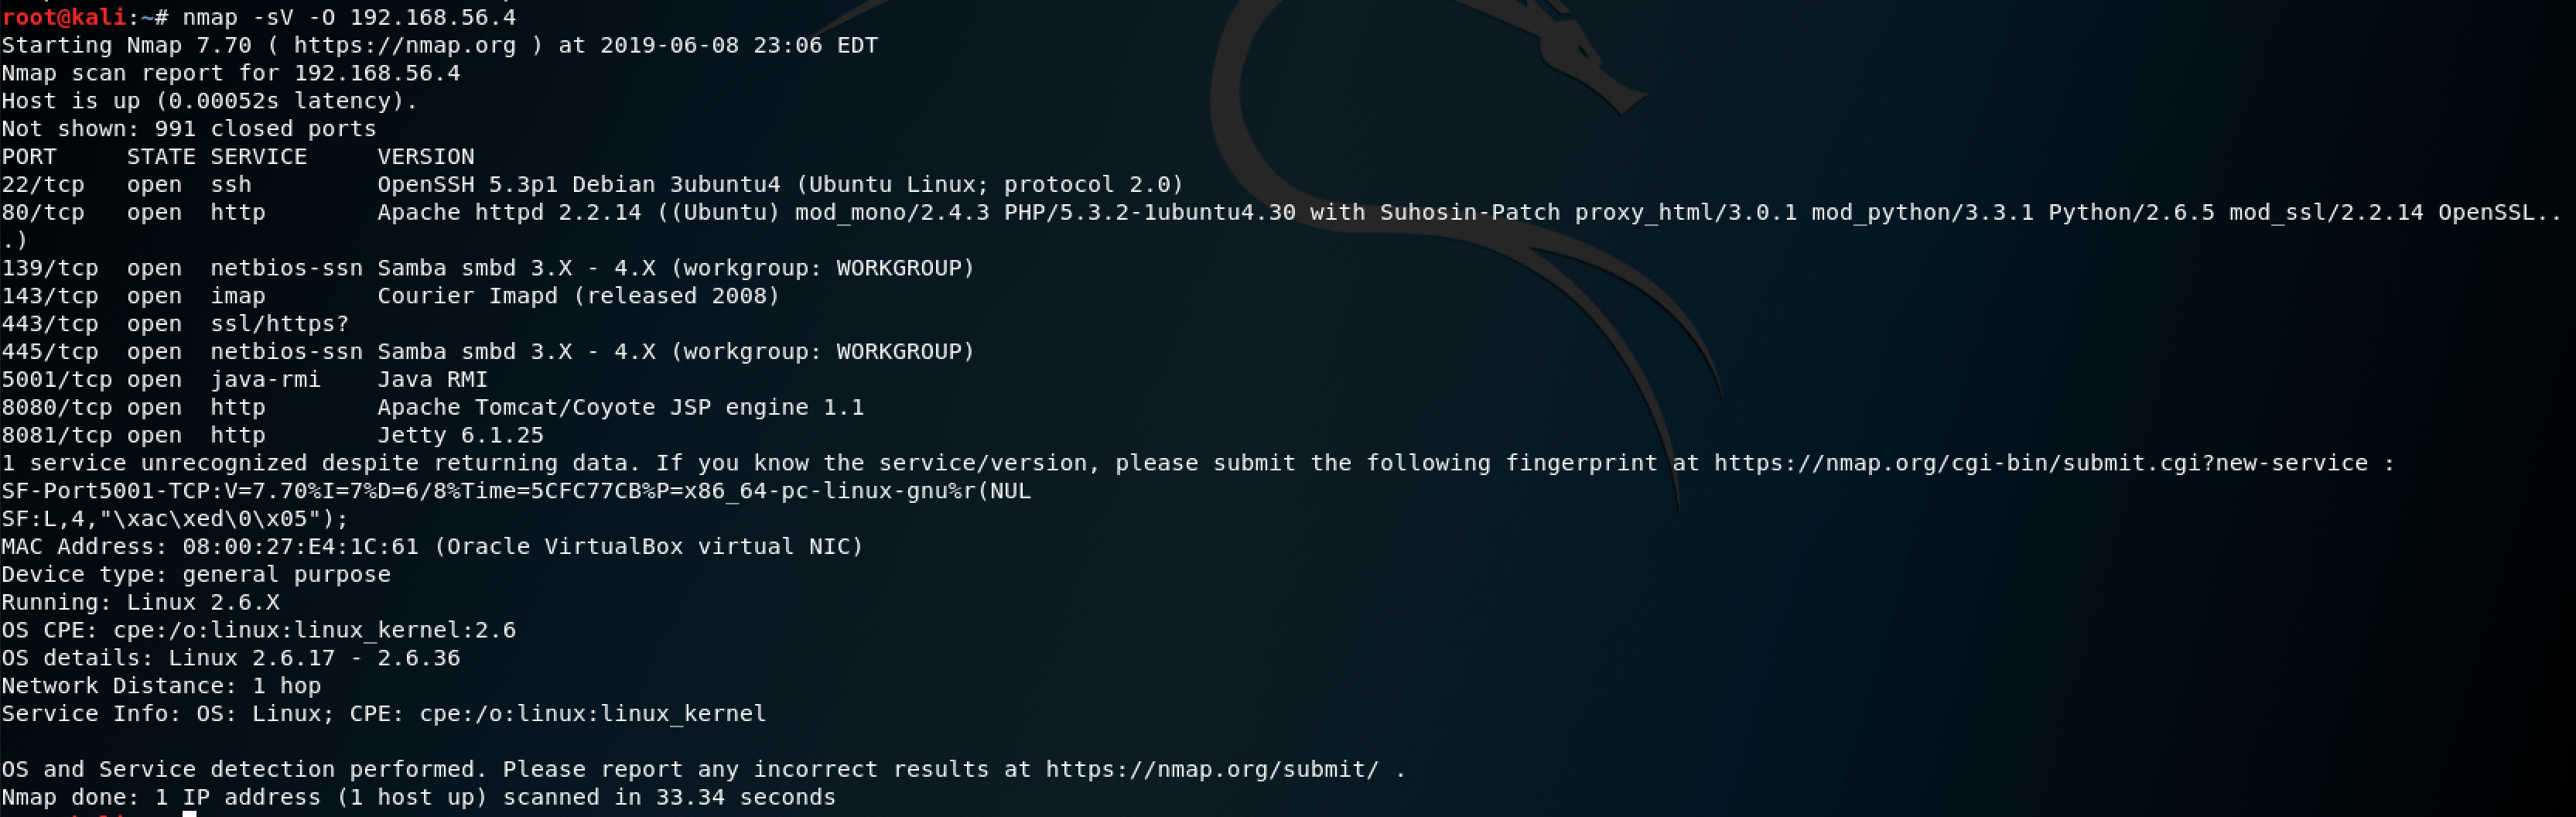 root@kali:~# nmap -sV -O 192.168.56.4
Starting Nmap 7.70 ( https://nmap.org ) at 2019-06-08 23:06 EDT
Nmap scan report for 192.168.56.4
Host is up (0.00052s latency).
Not shown: 991 closed ports
PORT     STATE SERVICE     VERSION
22/tcp   open  ssh         OpenSSH 5.3p1 Debian 3ubuntu4 (Ubuntu Linux; protocol 2.0)
80/tcp   open  http        Apache httpd 2.2.14 ((Ubuntu) mod_mono/2.4.3 PHP/5.3.2-1ubuntu4.30 with Suhosin-Patch proxy_html/3.0.1 mod_python/3.3.1 Python/2.6.5 mod_ssl/2.2.14 OpenSSL..
.)
139/tcp  open  netbios-ssn Samba smbd 3.X - 4.X (workgroup: WORKGROUP)
143/tcp  open  imap        Courier Imapd (released 2008)
443/tcp  open  ssl/https?
445/tcp  open  netbios-ssn Samba smbd 3.X - 4.X (workgroup: WORKGROUP)
5001/tcp open  java-rmi    Java RMI
8080/tcp open  http        Apache Tomcat/Coyote JSP engine 1.1
8081/tcp open  http        Jetty 6.1.25
1 service unrecognized despite returning data. If you know the service/version, please submit the following fingerprint at https://nmap.org/cgi-bin/submit.cgi?new-service :
SF-Port5001-TCP:V=7.70%I=7%D=6/8%Time=5CFC77CB%P=x86_64-pc-linux-gnu%r(NUL
SF:L,4,"\xac\xed\0\x05");
MAC Address: 08:00:27:E4:1C:61 (Oracle VirtualBox virtual NIC)
Device type: general purpose
Running: Linux 2.6.X
OS CPE: cpe:/o:linux:linux_kernel:2.6
OS details: Linux 2.6.17 - 2.6.36
Network Distance: 1 hop
Service Info: OS: Linux; CPE: cpe:/o:linux:linux_kernel
OS and Service detection performed. Please report any incorrect results at https://nmap.org/submit/ .
Nmap done: 1 IP address (1 host up) scanned in 33.34 seconds